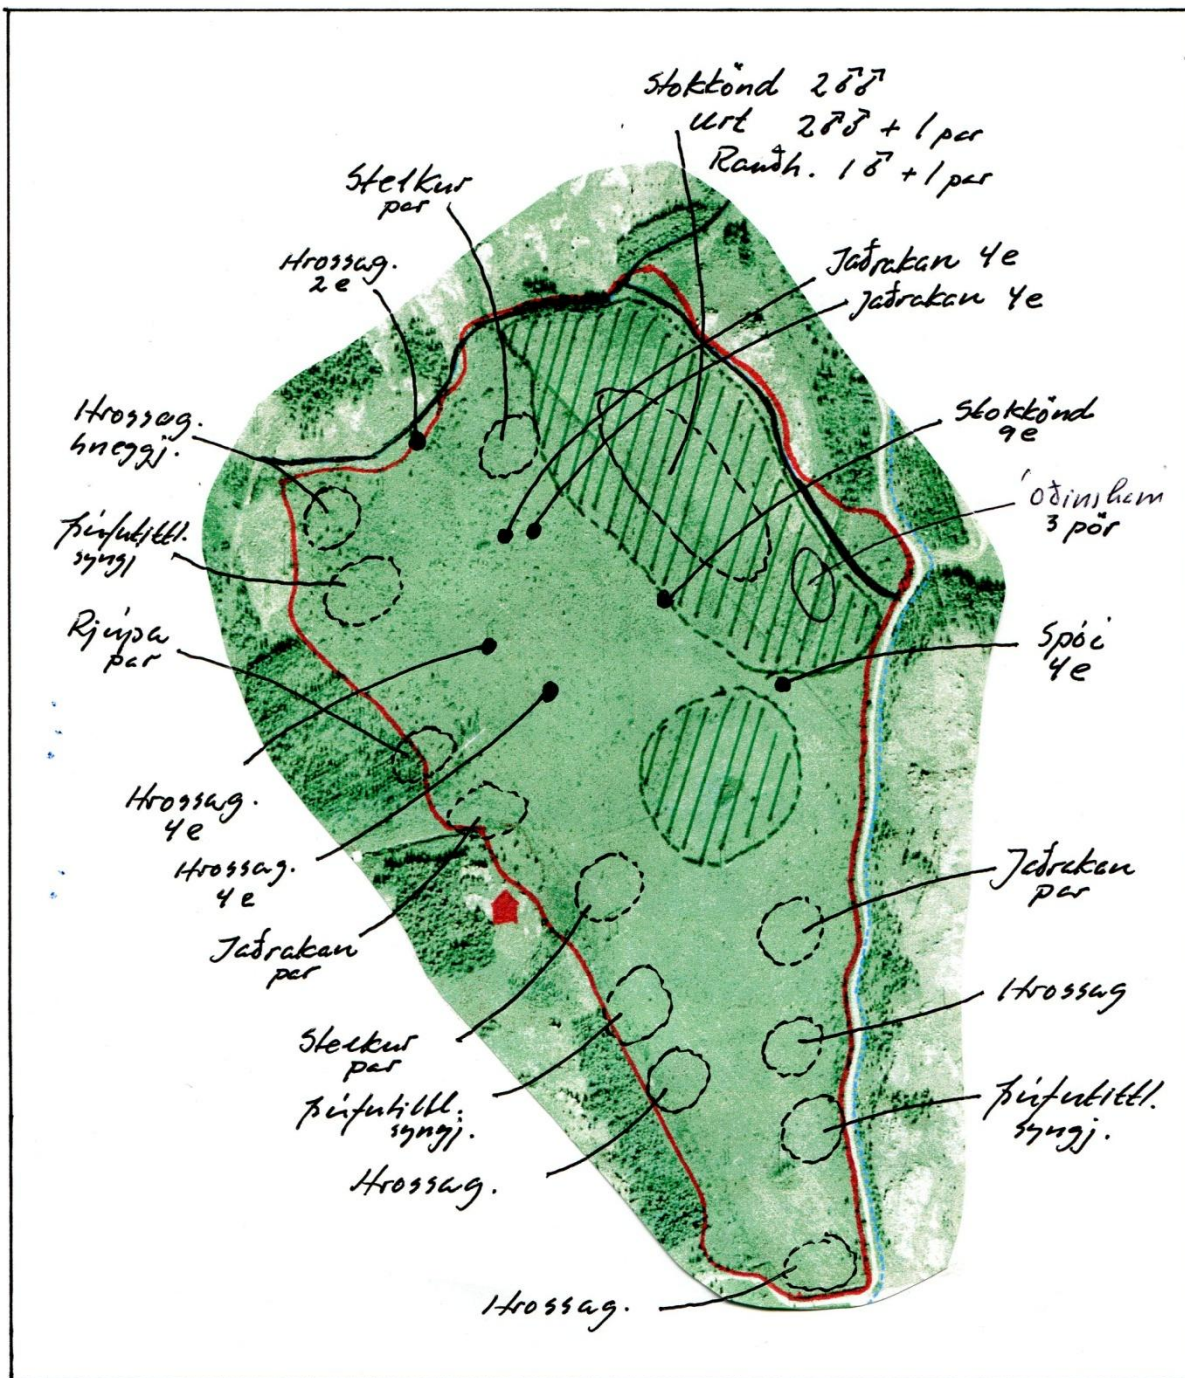 Stokkönd 2♂♂
Urt 2♂♂ + 1 par
Rauðh. 1♂ + 1 par
Stelkur
par
Hrossag.
2e
Jaðrakan 4e
Jaðrakan 4e
Hrossag.
hneggj.
Stokkönd
9e
Óðinsham
3 pör
Þúfutittl.
syngj
Rjúpa
par
Spói
4e
Hrossag.
4e
Hrossag.
4e
Jaðrakan
par
Jaðrakan
par
Hrossag
Stelkur
par
Þúfutittl.
syngj.
Þúfutittl.
syngj.
Hrossag.
Hrossag.